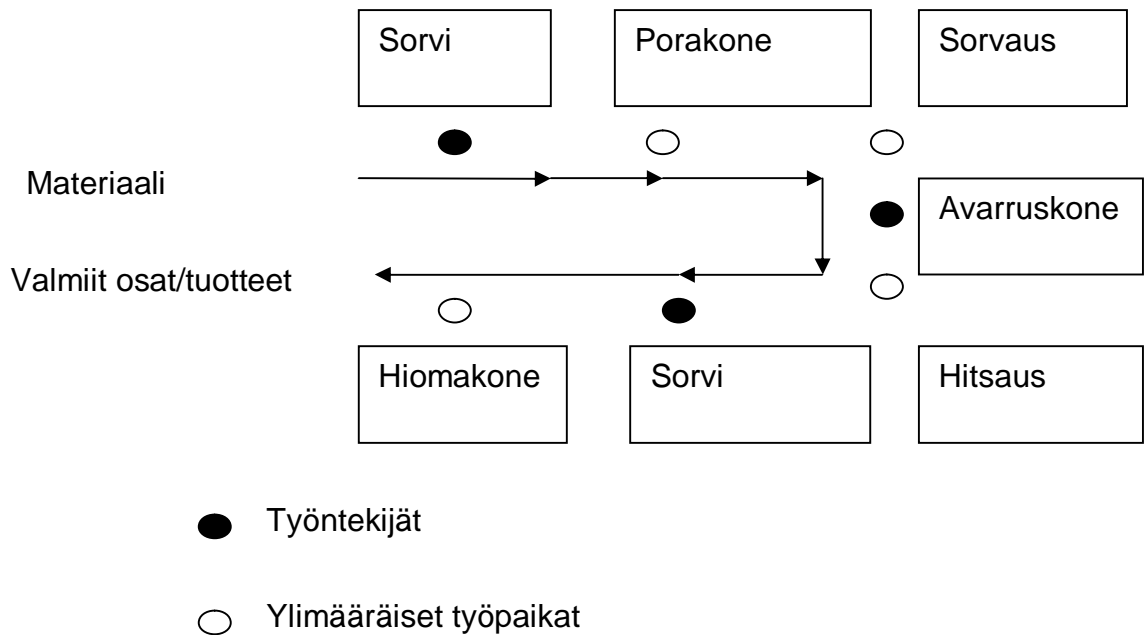 Sorvi
Porakone
Sorvaus
Materiaali
Avarruskone
Valmiit osat/tuotteet
Hiomakone
Sorvi
Hitsaus
Työntekijät
Ylimääräiset työpaikat